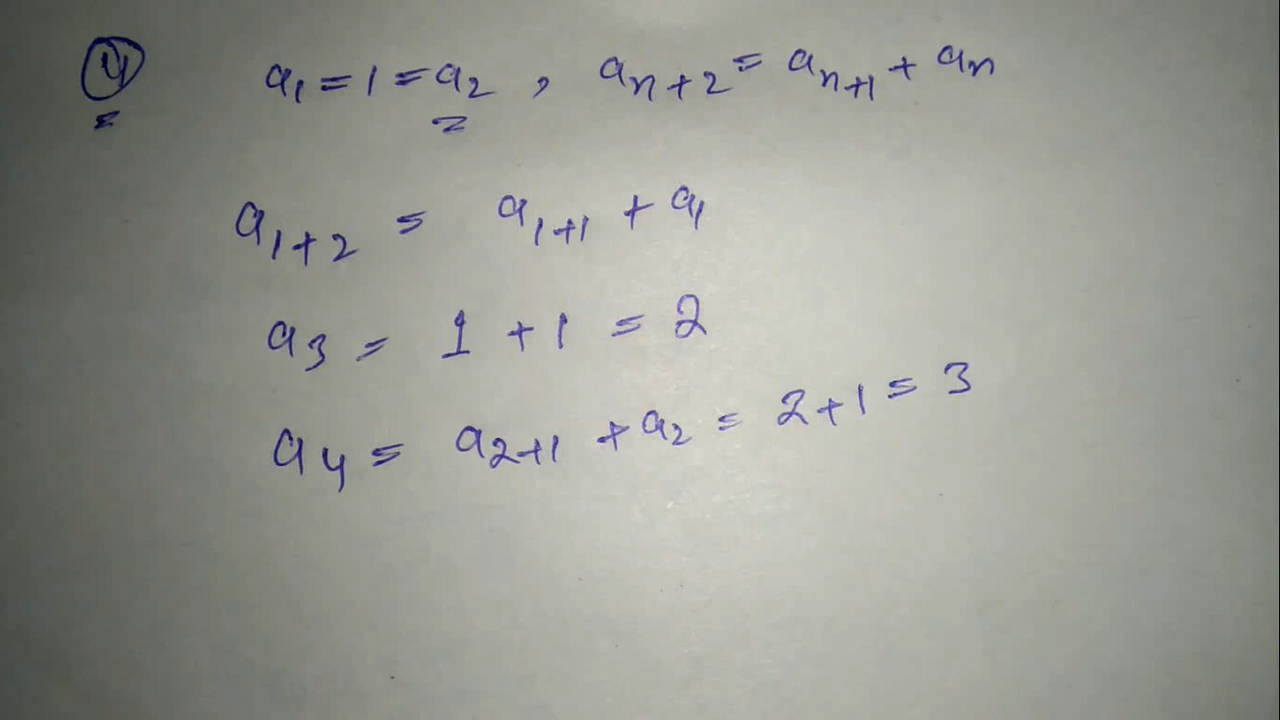 ④ a₁ = 1 = a₂ , aₙ₊₂ = aₙ₊₁ + aₙ
a₁₊₂ = a₁₊₁ + a₁
a₃ = 1 + 1 = 2
a₄ = a₂₊₁ + a₂ = 2+1 = 3